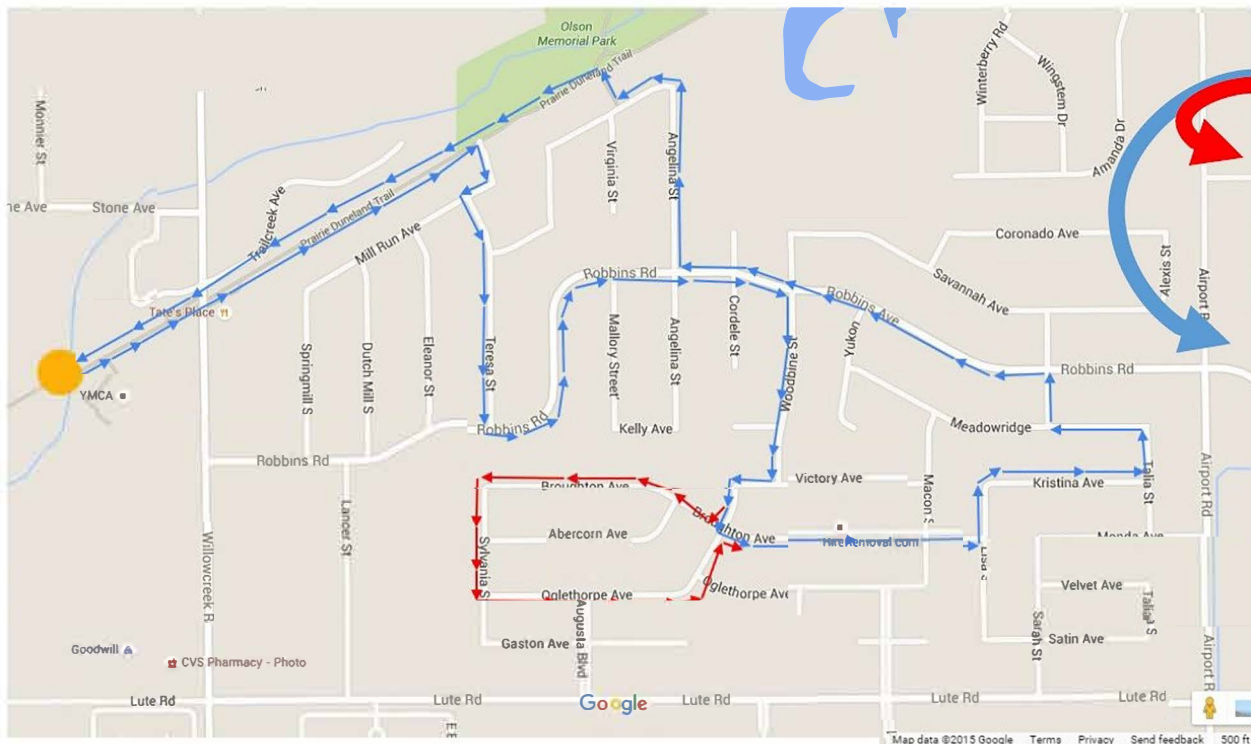 Olson
Memorial Park
Winterberry Rd
Wingstem Dr
Prairie Duneland Trail
Monnier St
Amanda Dr
Virginia St
Angelina St
ne Ave
Stone Ave
Trailcreek Ave
Prairie Duneland Trail
Mill Run Ave
Coronado Ave
Alexis St
Savannah Ave
Airport R
Robbins Rd
Robbins Ave
Tate's Place
Cordele St
Yukon
Mallory Street
Angelina St
Teresa St
Eleanor St
Dutch Mill S
Springmill S
Woodbine St
Robbins Rd
YMCA
Robbins Rd
Kelly Ave
Meadowridge
Robbins Rd
Victory Ave
Macon S
Kristina Ave
Talia St
Airport Rd
Broughton Ave
Lancer St
Broughton Ave
Abercorn Ave
HireRemoval.com
Monda Ave
Willowcreek R
Sylvania S
Lisa S
Oglethorpe Ave
Oglethorpe Ave
Velvet Ave
Talia S
Augusta Blvd
Sarah St
Satin Ave
Gaston Ave
Airport R
Goodwill
CVS Pharmacy - Photo
Lute Rd
Lute Rd
Google
Lute Rd
Lute Rd
Lute Rd
Map data ©2015 Google Terms Privacy Send feedback 500 ft